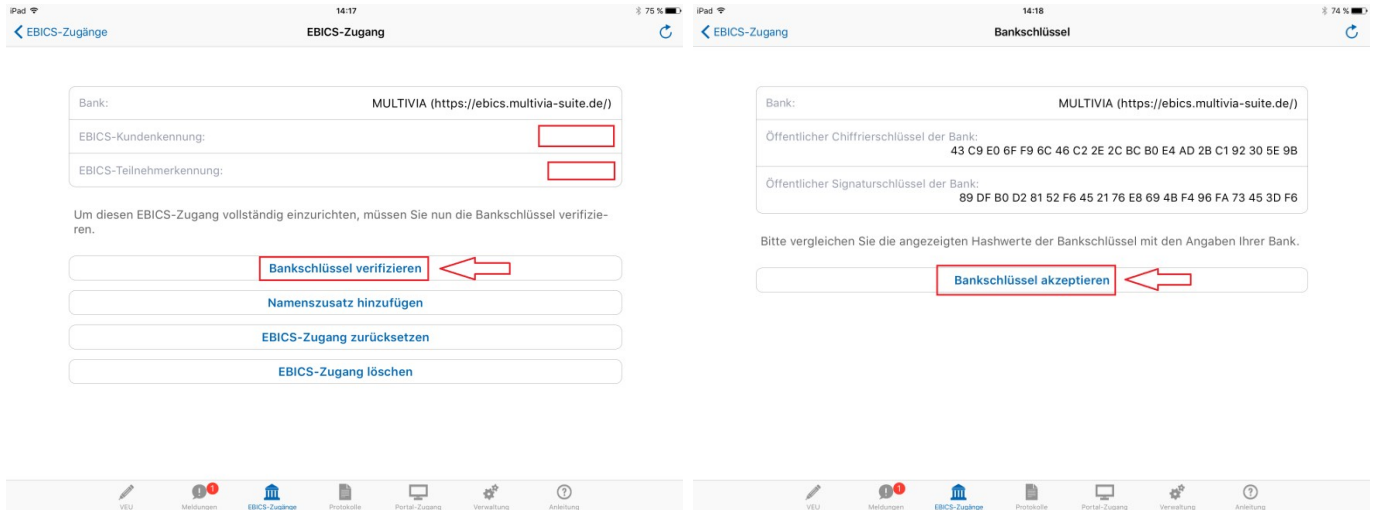 iPad
14:17
75 %
EBICS-Zugänge
EBICS-Zugang
Bank:
MULTIVIA (https://ebics.multivia-suite.de/)
EBICS-Kundenkennung:
EBICS-Teilnehmerkennung:
Um diesen EBICS-Zugang vollständig einzurichten, müssen Sie nun die Bankschlüssel verifizie-
ren.
Bankschlüssel verifizieren
Namenszusatz hinzufügen
EBICS-Zugang zurücksetzen
EBICS-Zugang löschen
1
VEU Meldungen EBICS-Zugänge Protokolle Portal-Zugang Verwaltung Anleitung
iPad
14:18
74 %
EBICS-Zugang
Bankschlüssel
Bank:
MULTIVIA (https://ebics.multivia-suite.de/)
Öffentlicher Chiffrierschlüssel der Bank:
43 C9 E0 6F F9 6C 46 C2 2E 2C BC B0 E4 AD 2B C1 92 30 5E 9B
Öffentlicher Signaturschlüssel der Bank:
89 DF B0 D2 81 52 F6 45 21 76 E8 69 4B F4 96 FA 73 45 3D F6
Bitte vergleichen Sie die angezeigten Hashwerte der Bankschlüssel mit den Angaben Ihrer Bank.
Bankschlüssel akzeptieren
1
VEU Meldungen EBICS-Zugänge Protokolle Portal-Zugang Verwaltung Anleitung